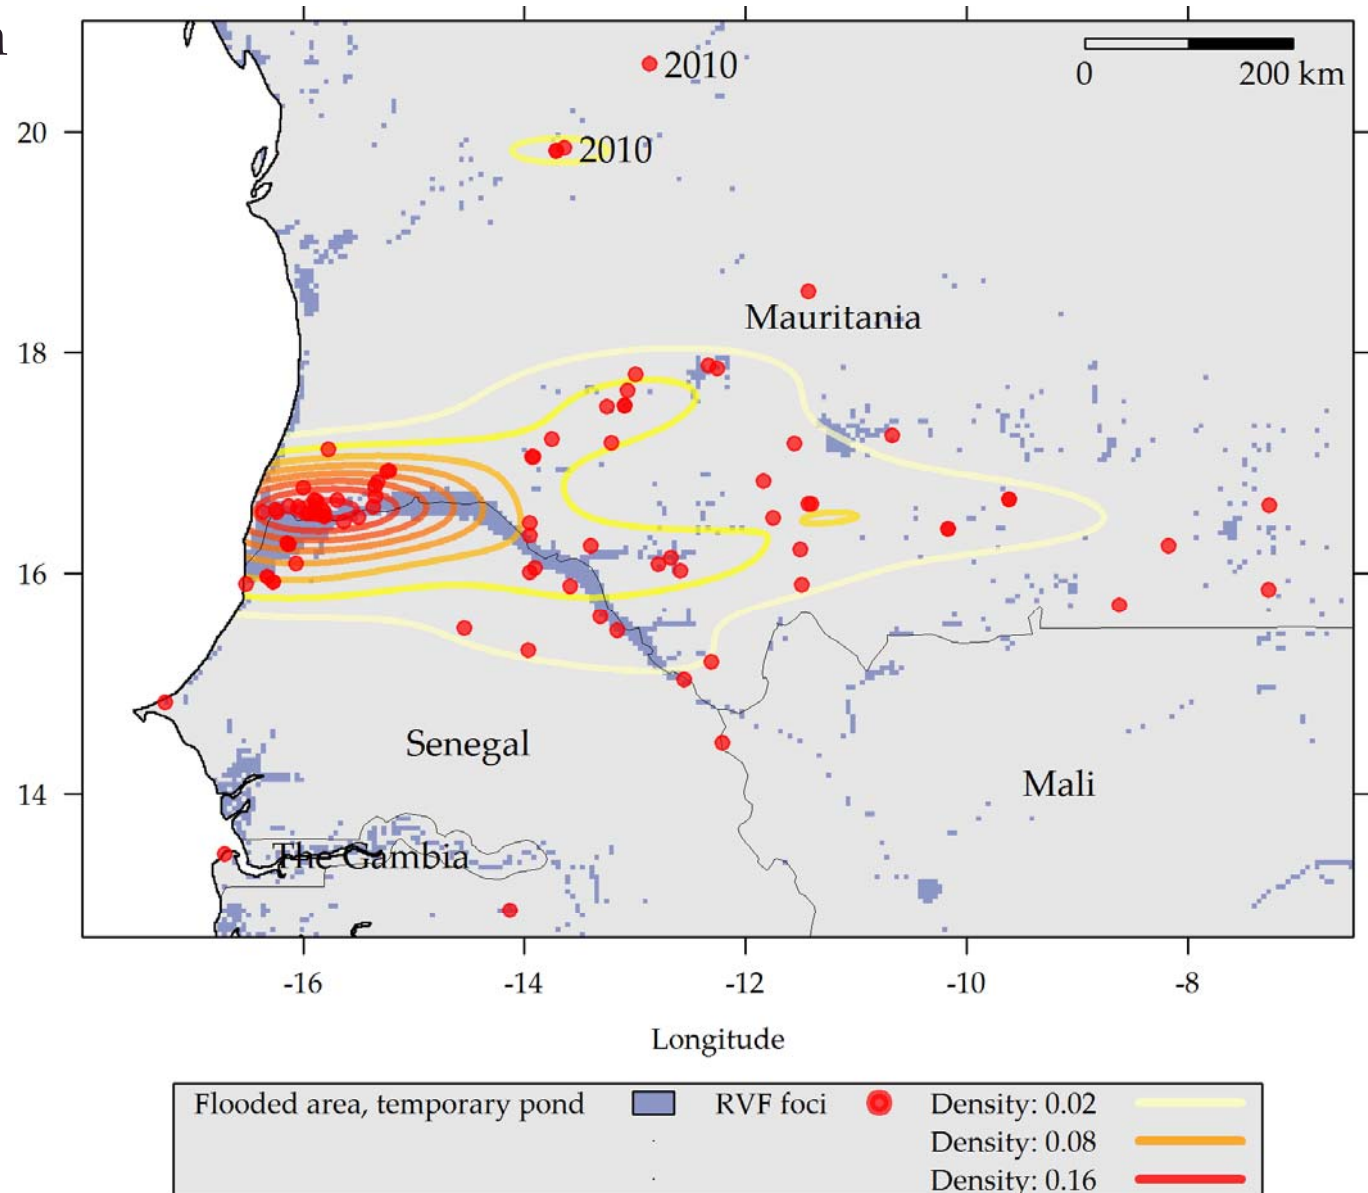 n
2010
0 200 km
20
2010
Mauritania
18
16
Senegal
14
Mali
The Gambia
-16 -14 -12 -10 -8
Longitude
Flooded area, temporary pond RVF foci Density: 0.02
Density: 0.08
Density: 0.16